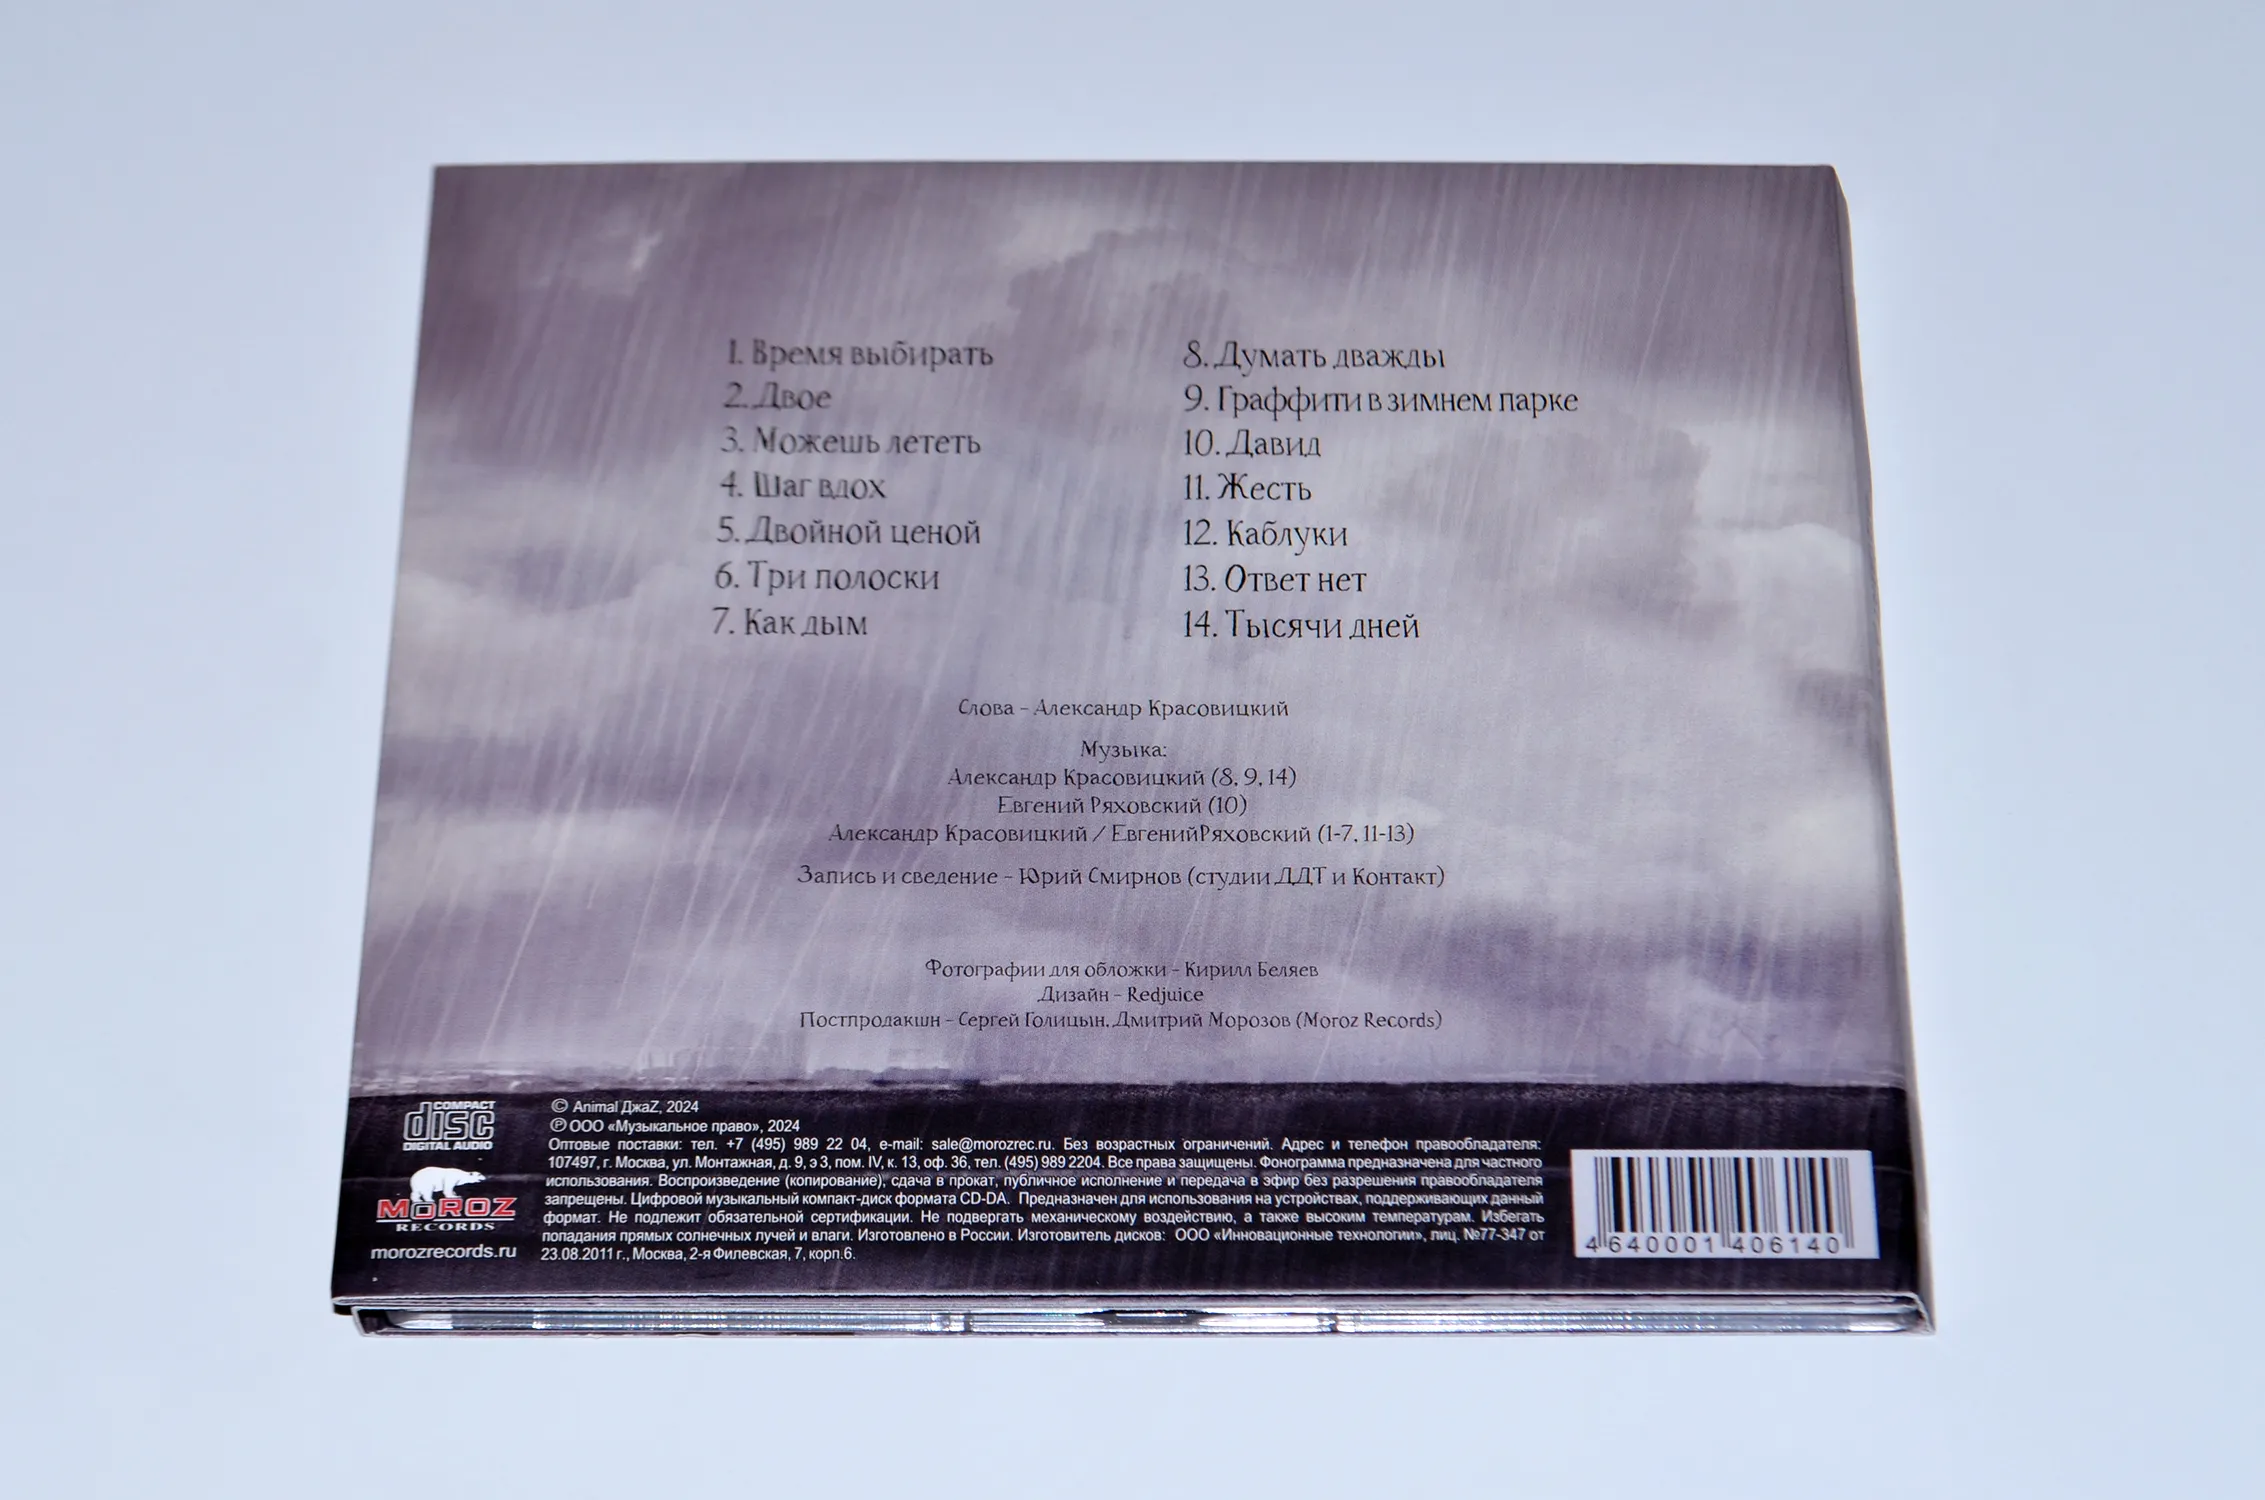 1. Время выбирать
2. Двое
3. Можешь лететь
4. Шаг вдох
5. Двойной ценой
6. Три полоски
7. Как дым
8. Думать дважды
9. Граффити в зимнем парке
10. Давид
11. Жесть
12. Каблуки
13. Ответ нет
14. Тысячи дней
Слова - Александр Красовицкий
Музыка:
Александр Красовицкий (8, 9, 14)
Евгений Ряховский (10)
Александр Красовицкий / ЕвгенийРяховский (1-7, 11-13)
Запись и сведение - Юрий Смирнов (студии ДДТ и Контакт)
Фотографии для обложки - Кирилл Беляев
Дизайн - Redjuice
Постпродакшн - Сергей Голицын, Дмитрий Морозов (Moroz Records)
COMPACT
disc
DIGITAL AUDIO
MOROZ
RECORDS
morozrecords.ru
© Animal ДжаZ, 2024
℗ ООО «Музыкальное право», 2024
Оптовые поставки: тел. +7 (495) 989 22 04, e-mail: sale@morozrec.ru. Без возрастных ограничений. Адрес и телефон правообладателя:
107497, г. Москва, ул. Монтажная, д. 9, э 3, пом. IV, к. 13, оф. 36, тел. (495) 989 2204. Все права защищены. Фонограмма предназначена для частного
использования. Воспроизведение (копирование), сдача в прокат, публичное исполнение и передача в эфир без разрешения правообладателя
запрещены. Цифровой музыкальный компакт-диск формата CD-DA. Предназначен для использования на устройствах, поддерживающих данный
формат. Не подлежит обязательной сертификации. Не подвергать механическому воздействию, а также высоким температурам. Избегать
попадания прямых солнечных лучей и влаги. Изготовлено в России. Изготовитель дисков: ООО «Инновационные технологии», лиц. №77-347 от
23.08.2011 г., Москва, 2-я Филевская, 7, корп.6.
4 640001 406140